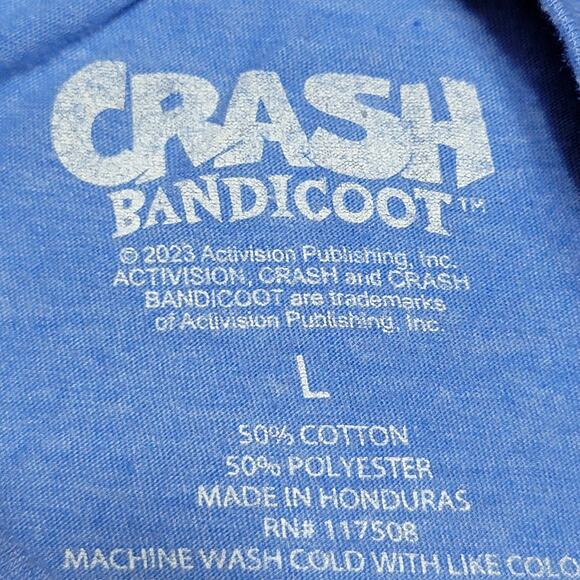 CRASH
BANDICOOT™
© 2023 Activision Publishing, Inc.
ACTIVISION, CRASH and CRASH
BANDICOOT are trademarks
of Activision Publishing, Inc.
L
50% COTTON
50% POLYESTER
MADE IN HONDURAS
RN# 117508
MACHINE WASH COLD WITH LIKE COLO